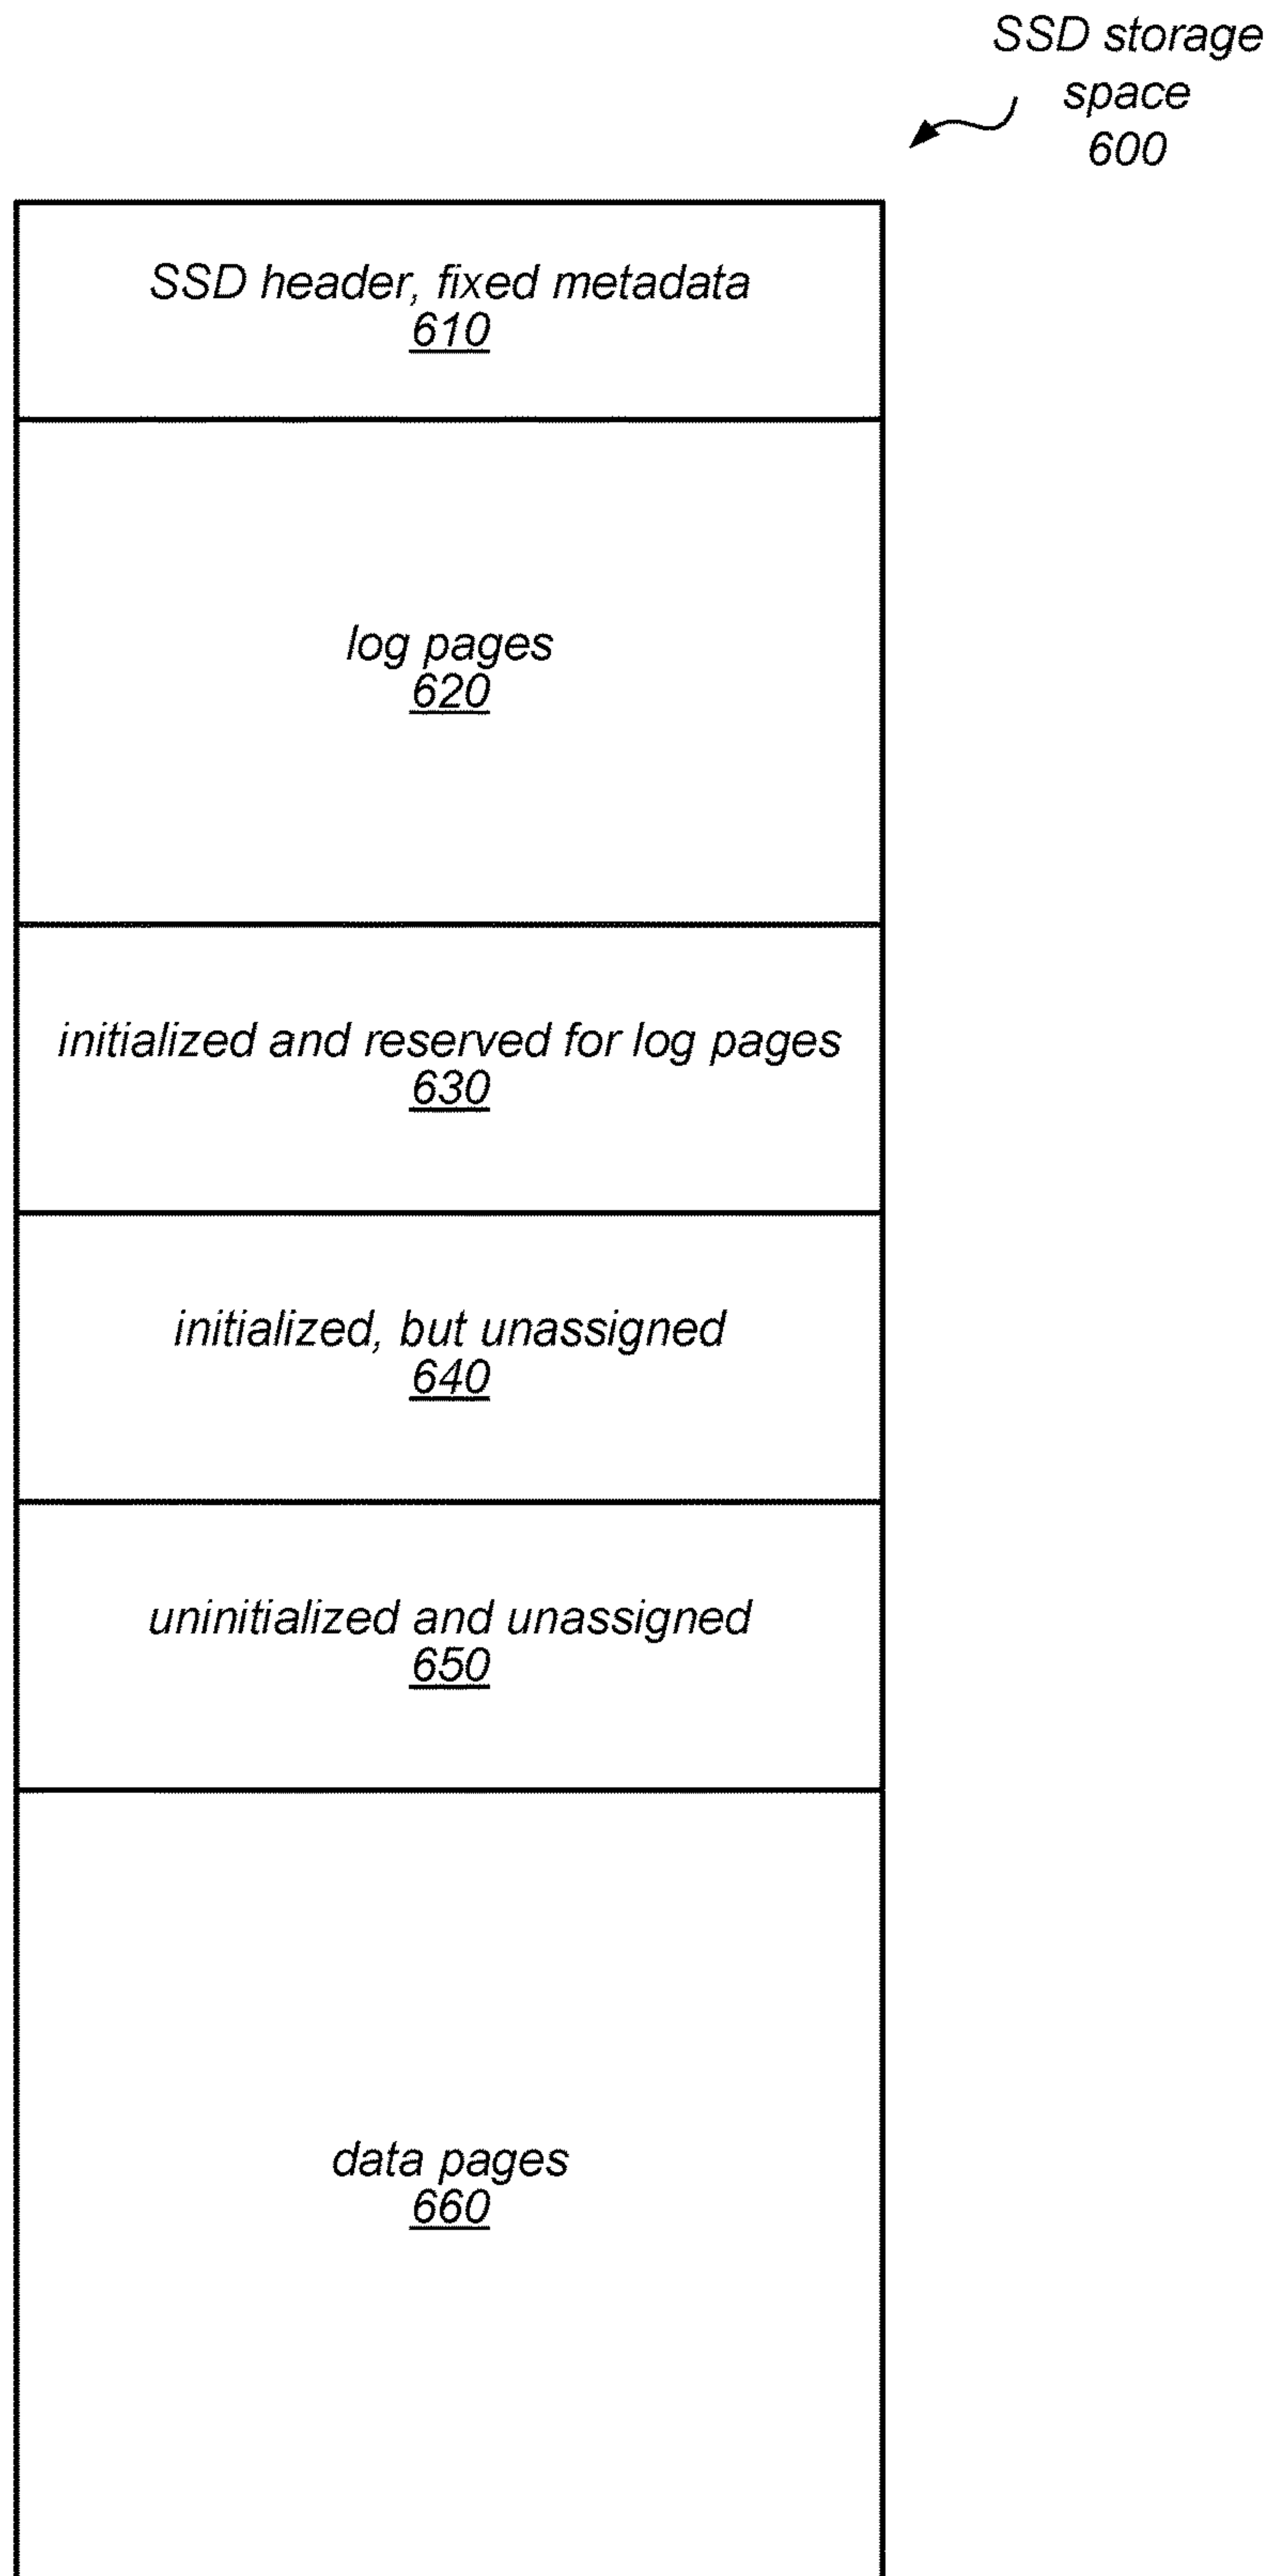 SSD storage
space
600
SSD header, fixed metadata
610
log pages
620
initialized and reserved for log pages
630
initialized, but unassigned
640
uninitialized and unassigned
650
data pages
660